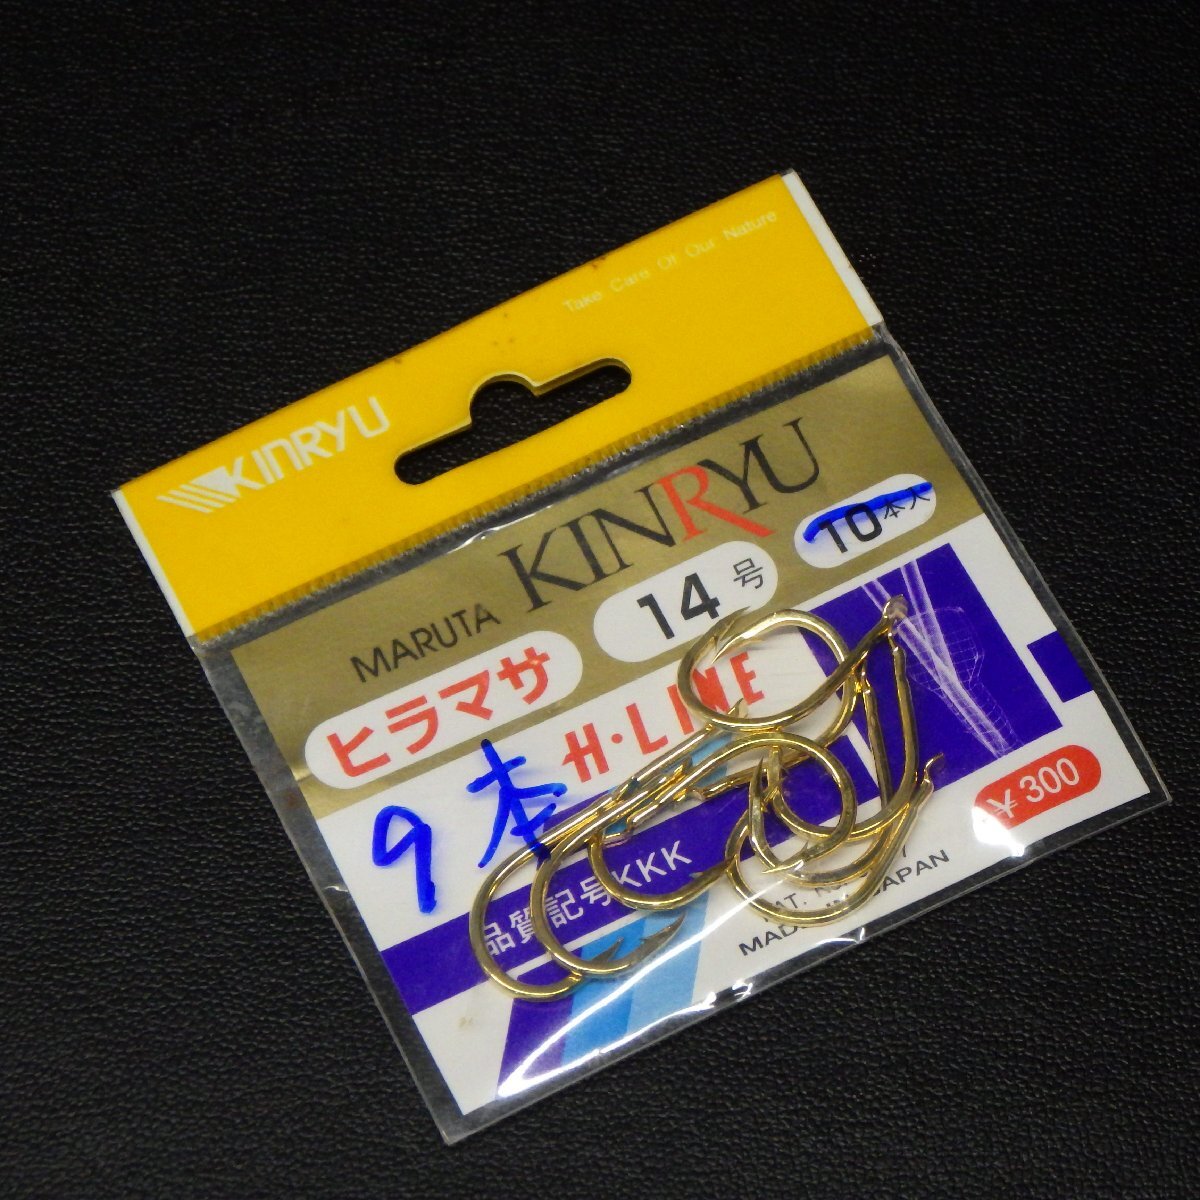 Take Care Of Our Nature
KINRYU
KINRYU
MARUTA
14号
10本入
ヒラマサ
H·LINE
9本
¥300
品質記号KKK
MADE IN JAPAN